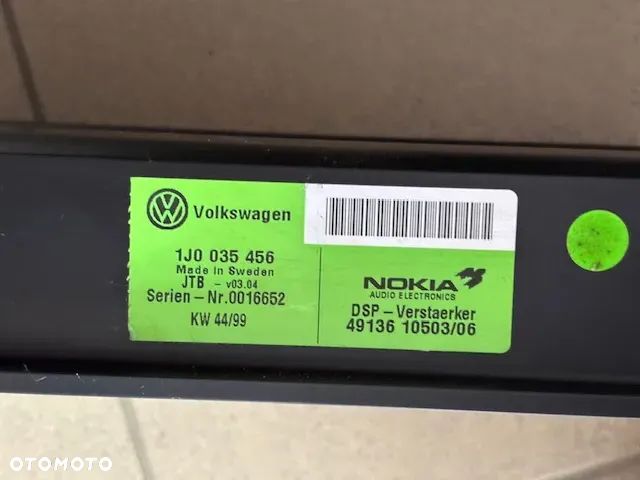 Volkswagen
1J0 035 456
Made in Sweden
JTB - v03.04
Serien-Nr.0016652
KW 44/99
NOKIA
AUDIO ELECTRONICS
DSP-Verstaerker
49136 10503/06
OTOMOTO